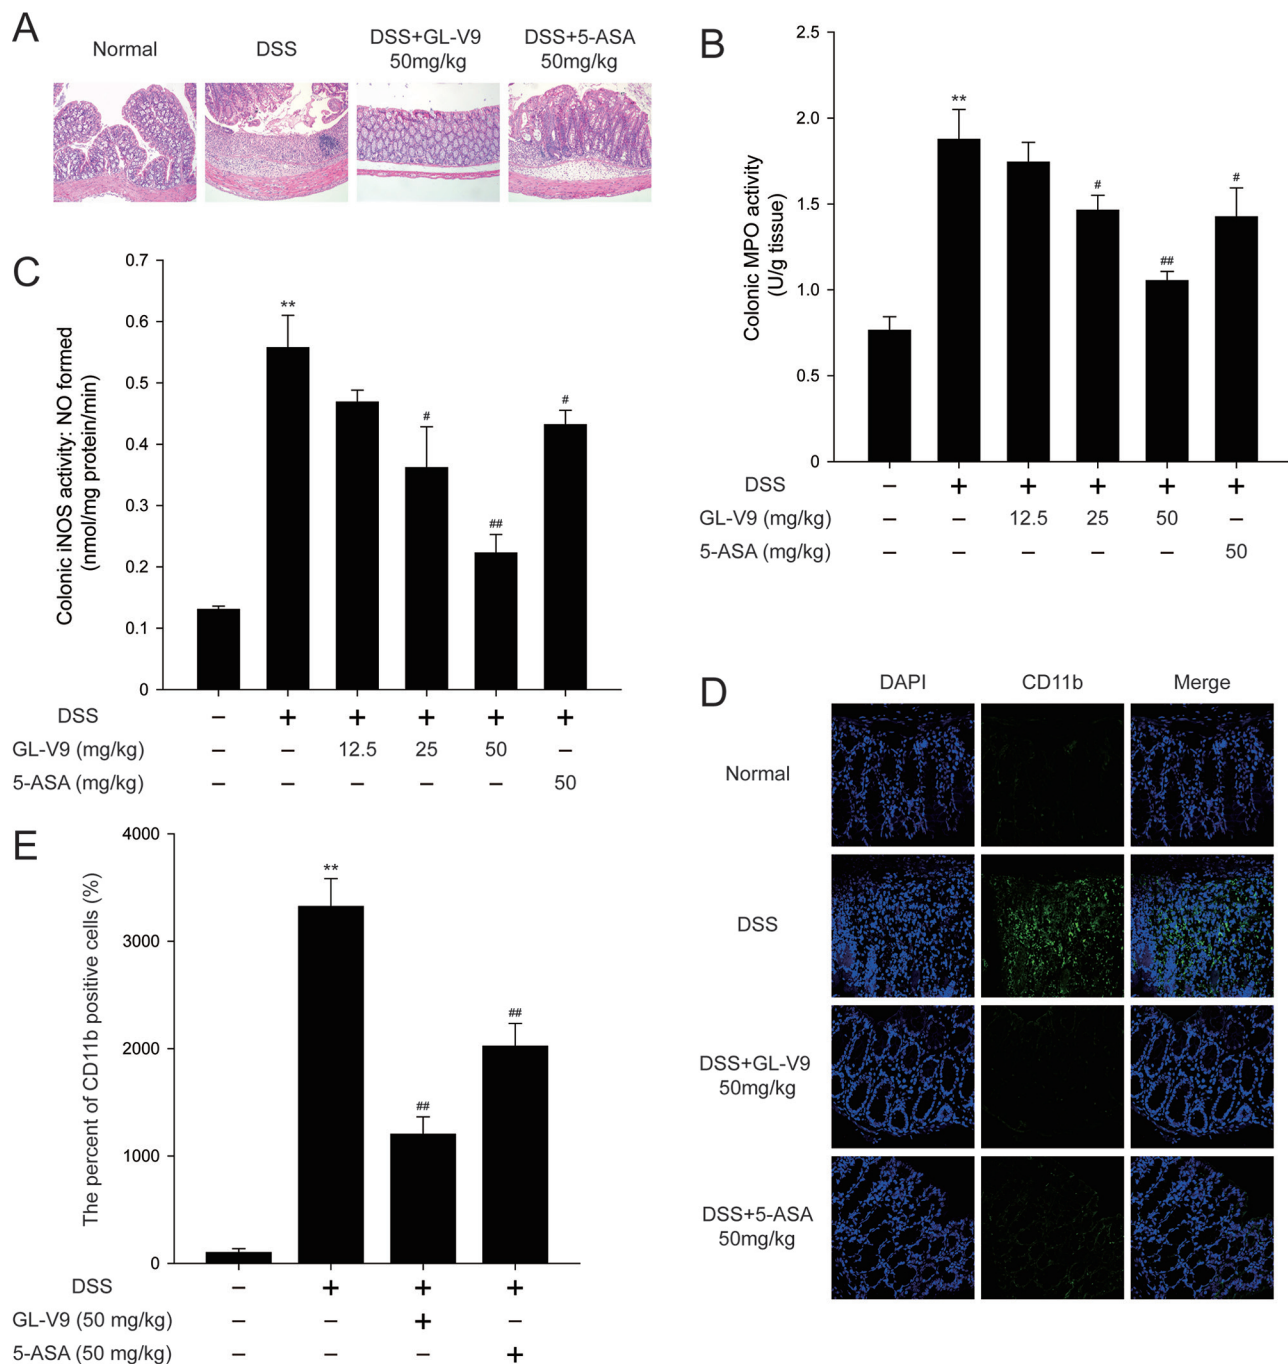 A
Normal
DSS
DSS+GL-V9
50mg/kg
DSS+5-ASA
50mg/kg
B
Colonic MPO activity
(U/g tissue)
2.5
2.0
1.5
1.0
0.5
0
**
#
##
#
DSS – + + + + +
GL-V9 (mg/kg) – – 12.5 25 50 –
5-ASA (mg/kg) – – – – – 50
C
Colonic iNOS activity: NO formed
(nmol/mg protein/min)
0.7
0.6
0.5
0.4
0.3
0.2
0.1
0
**
#
##
#
DSS – + + + + +
GL-V9 (mg/kg) – – 12.5 25 50 –
5-ASA (mg/kg) – – – – – 50
D
DAPI CD11b Merge
Normal
DSS
DSS+GL-V9
50mg/kg
DSS+5-ASA
50mg/kg
E
The percent of CD11b positive cells (%)
4000
3000
2000
1000
0
**
##
##
DSS – + + +
GL-V9 (50 mg/kg) – – + –
5-ASA (50 mg/kg) – – – +